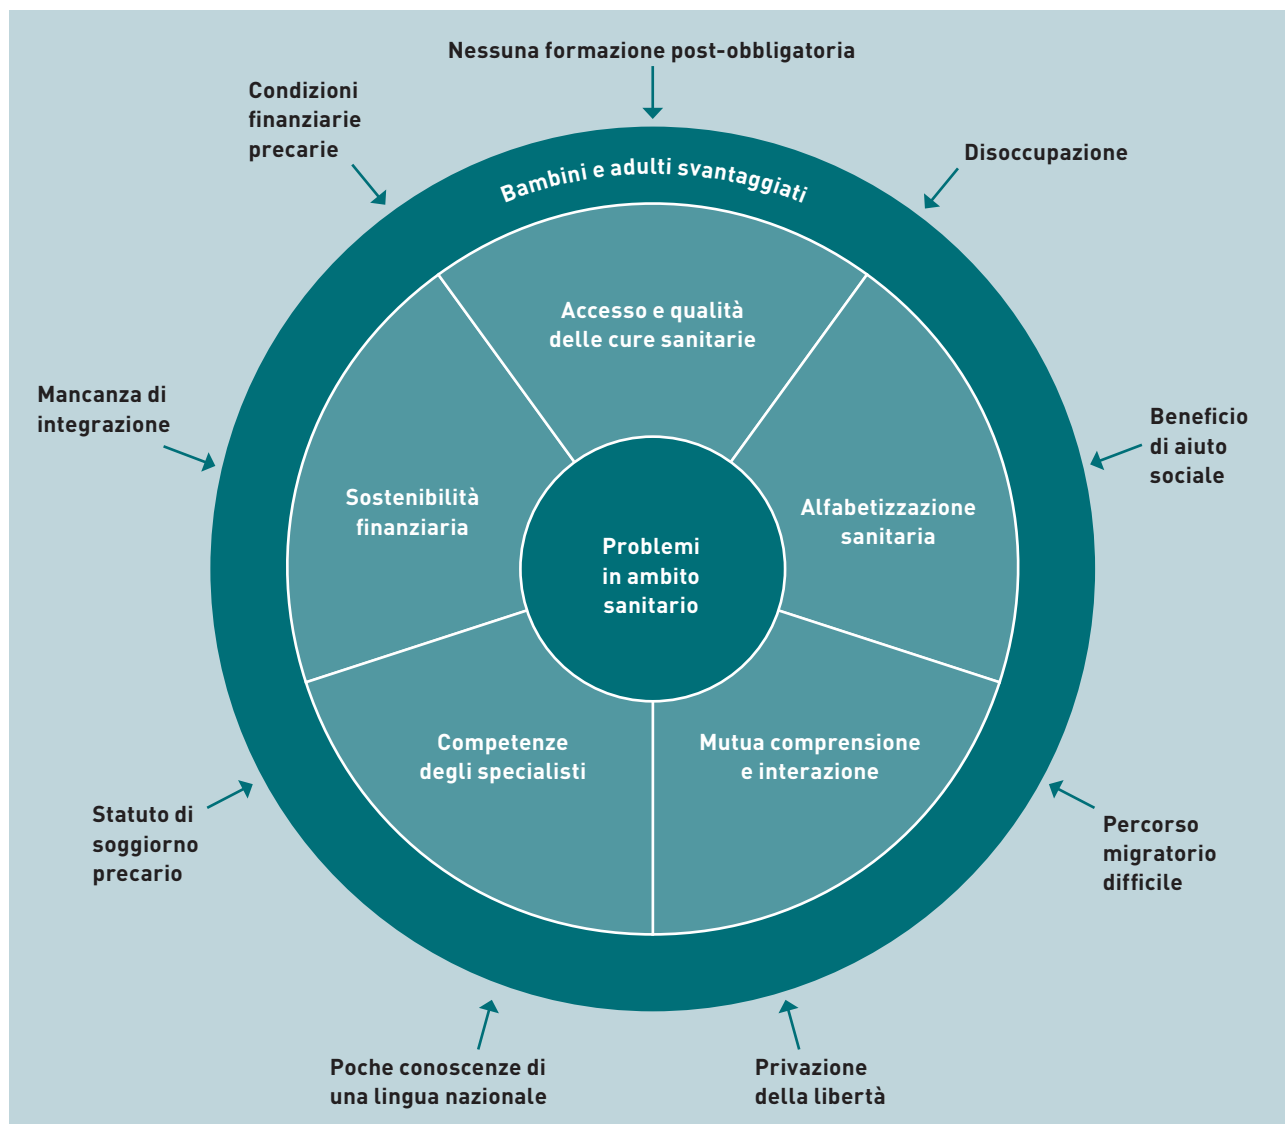 Nessuna formazione post-obbligatoria
Condizioni
finanziarie
precarie
Disoccupazione
Bambini e adulti svantaggiati
Accesso e qualità
delle cure sanitarie
Mancanza di
integrazione
Beneficio
di aiuto
sociale
Sostenibilità
finanziaria
Alfabetizzazione
sanitaria
Problemi
in ambito
sanitario
Competenze
degli specialisti
Mutua comprensione
e interazione
Statuto di
soggiorno
precario
Percorso
migratorio
difficile
Poche conoscenze di
una lingua nazionale
Privazione
della libertà